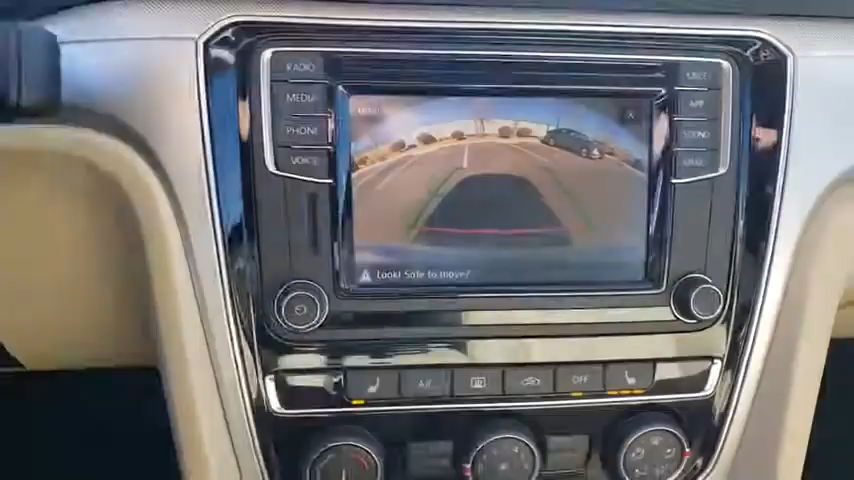 RADIO
MEDIA
PHONE
VOICE
APP
SOUND
Look! Safe to move?
A/C
OFF